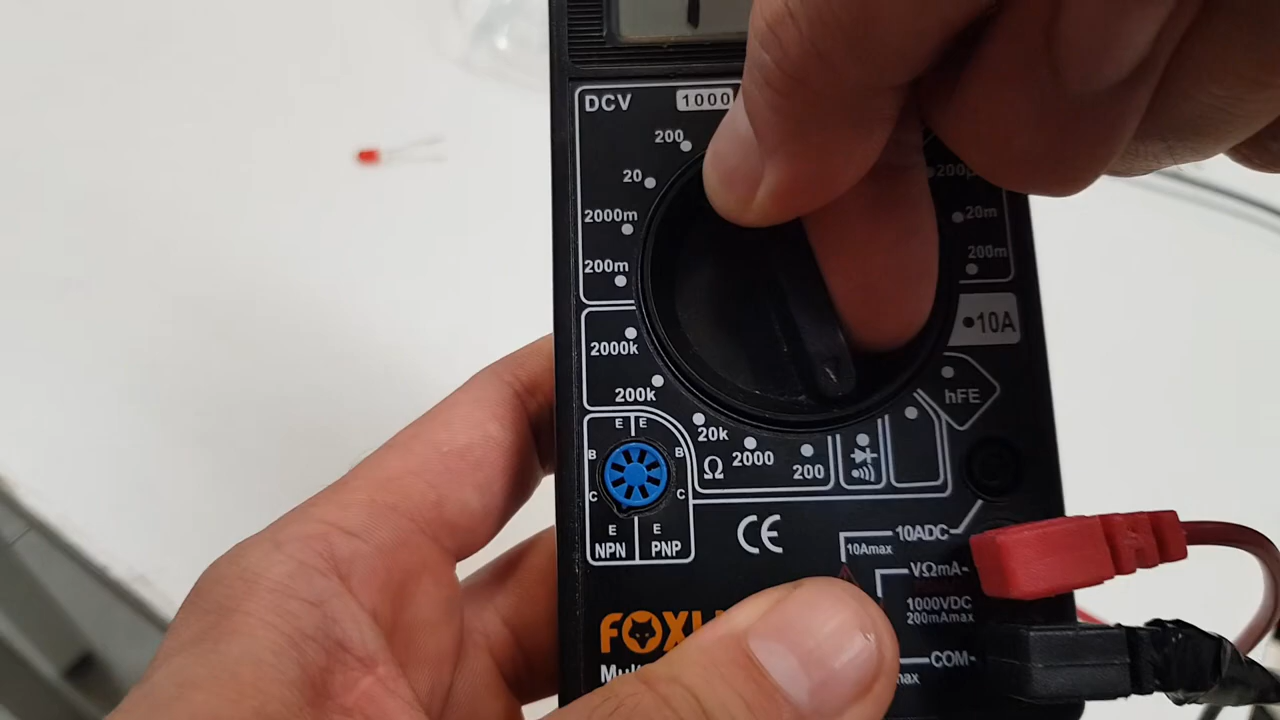 DCV
1000
200
20
2000m
200m
20m
200m
10A
2000k
200k
20k
2000
200
Ω
hFE
E E
B B
C C
E E
NPN PNP
CE
10ADC
10Amax
VΩmA
1000VDC
200mAmax
COM